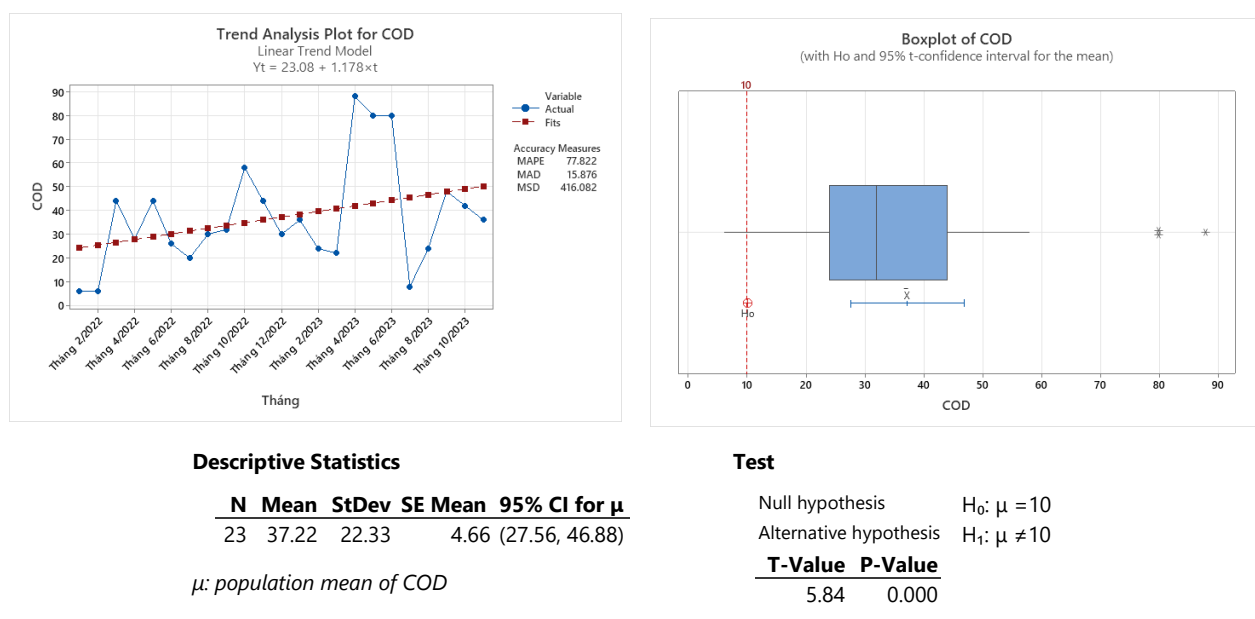 Trend Analysis Plot for COD
Linear Trend Model
Yt = 23.08 + 1.178×t
90
80
70
60
50
40
30
20
10
0
COD
Tháng 2/2022
Tháng 4/2022
Tháng 6/2022
Tháng 8/2022
Tháng 10/2022
Tháng 12/2022
Tháng 2/2023
Tháng 4/2023
Tháng 6/2023
Tháng 8/2023
Tháng 10/2023
Tháng
Variable
Actual
Fits
Accuracy Measures
MAPE 77.822
MAD 15.876
MSD 416.082
Boxplot of COD
(with Ho and 95% t-confidence interval for the mean)
10
X̄
Ho
0 10 20 30 40 50 60 70 80 90
COD
Descriptive Statistics
N Mean StDev SE Mean 95% CI for μ
23 37.22 22.33 4.66 (27.56, 46.88)
μ: population mean of COD
Test
Null hypothesis H₀: μ = 10
Alternative hypothesis H₁: μ ≠ 10
T-Value P-Value
5.84 0.000